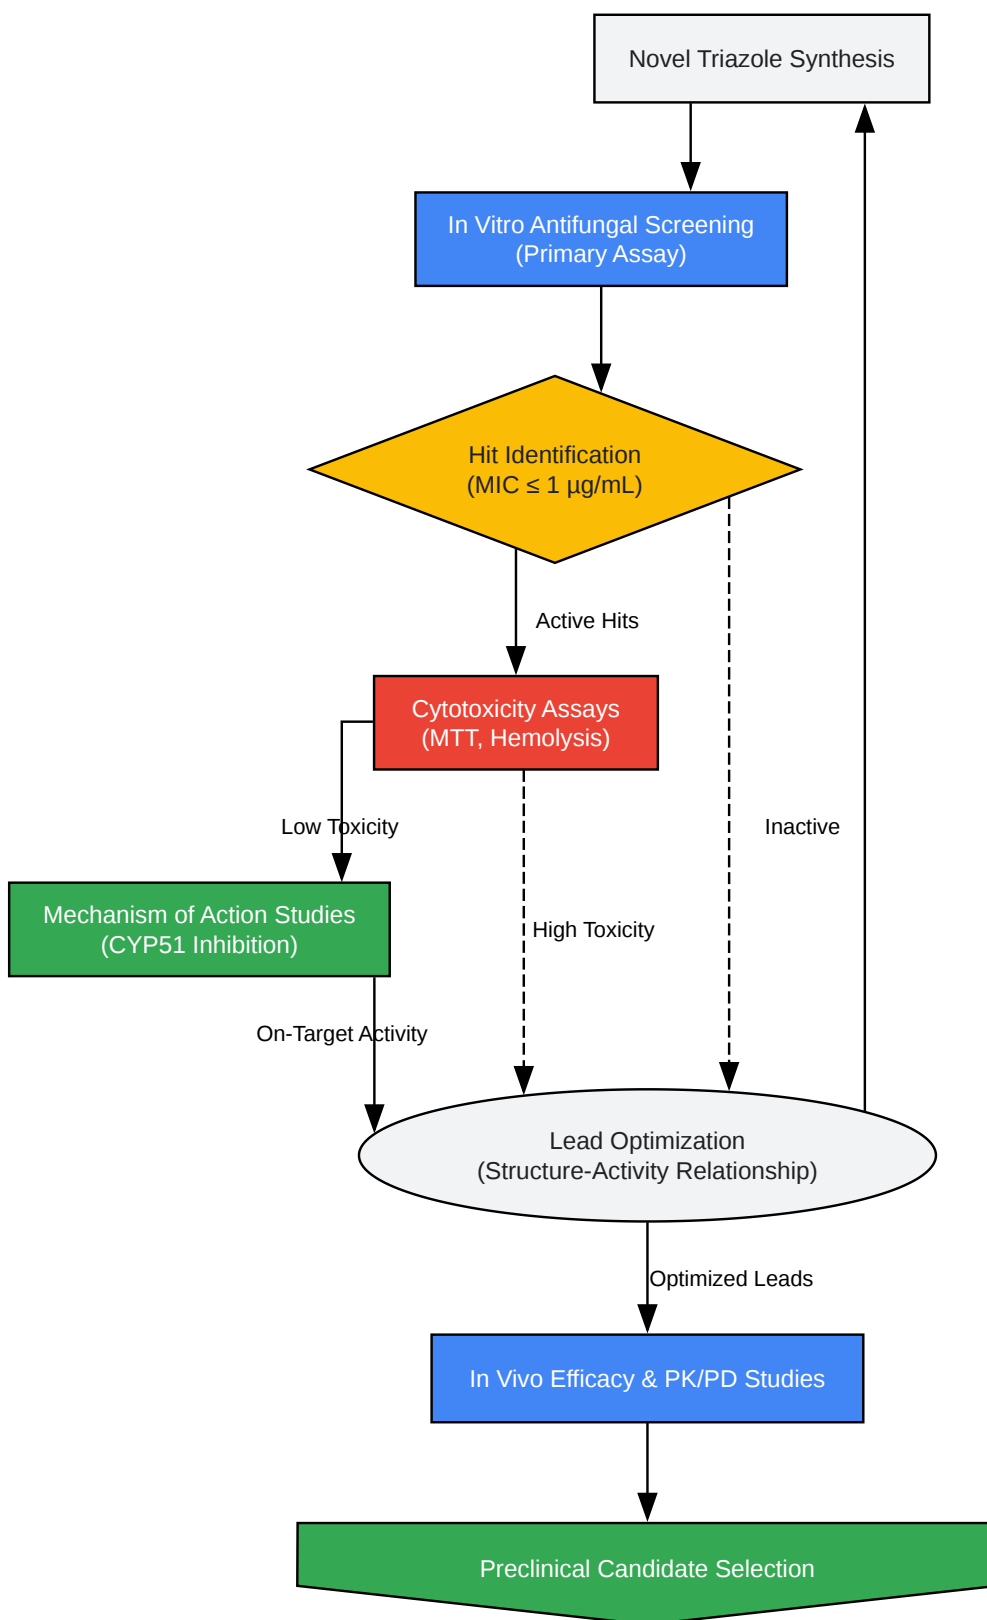 Novel Triazole Synthesis
In Vitro Antifungal Screening
(Primary Assay)
Hit Identification
(MIC ≤ 1 µg/mL)
Active Hits
Cytotoxicity Assays
(MTT, Hemolysis)
Low Toxicity
Inactive
Mechanism of Action Studies
(CYP51 Inhibition)
High Toxicity
On-Target Activity
Lead Optimization
(Structure-Activity Relationship)
Optimized Leads
In Vivo Efficacy & PK/PD Studies
Preclinical Candidate Selection